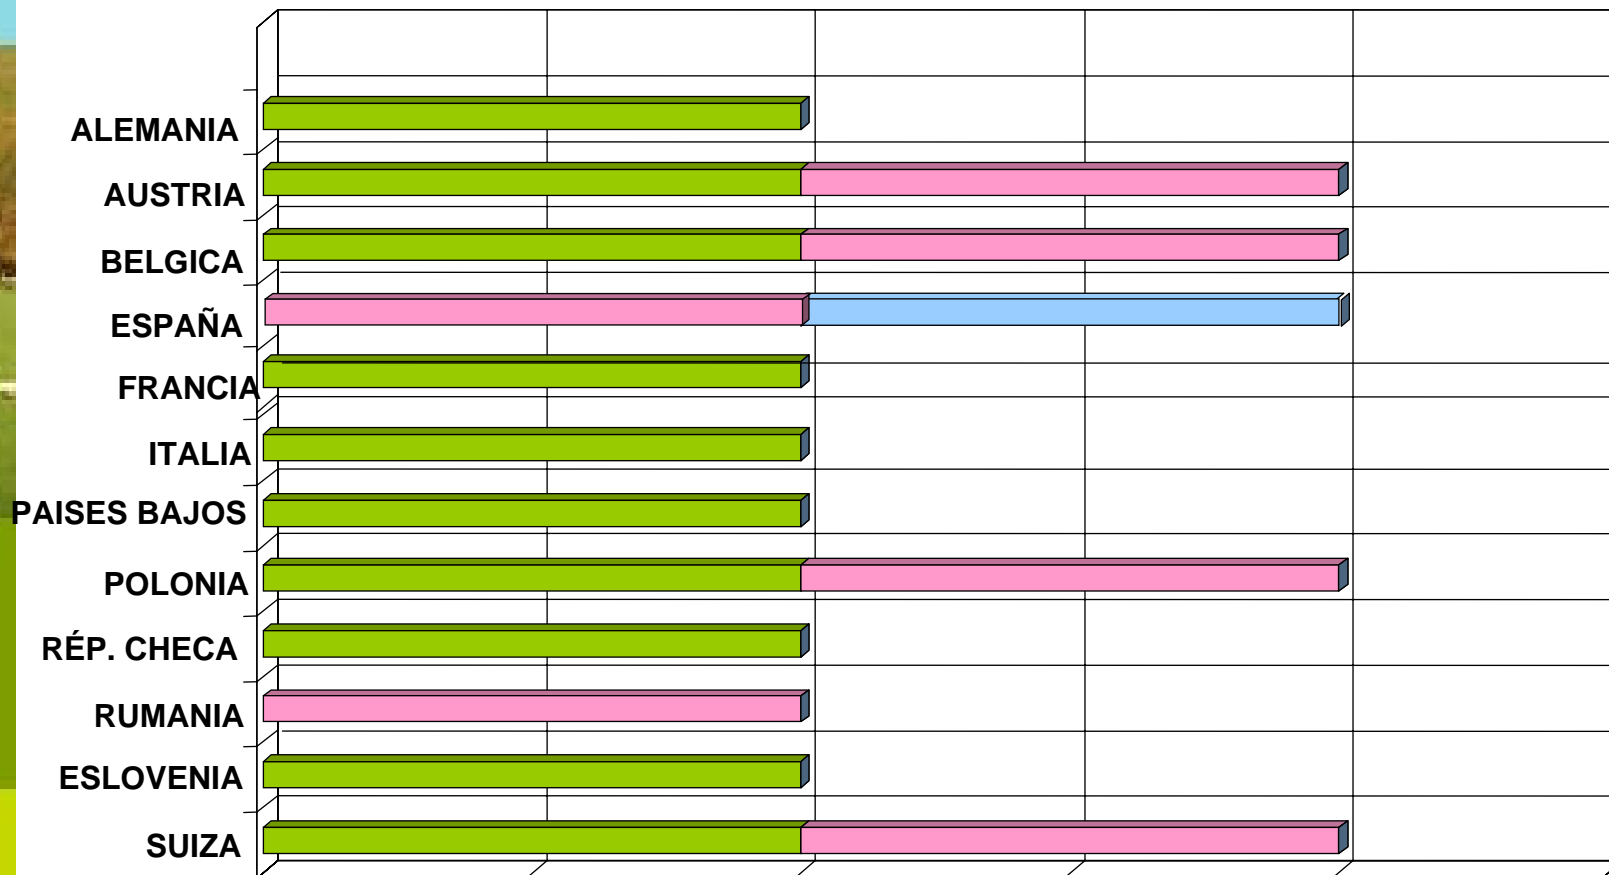 ALEMANIA
AUSTRIA
BELGICA
ESPAÑA
FRANCIA
ITALIA
PAISES BAJOS
POLONIA
RÉP. CHECA
RUMANIA
ESLOVENIA
SUIZA